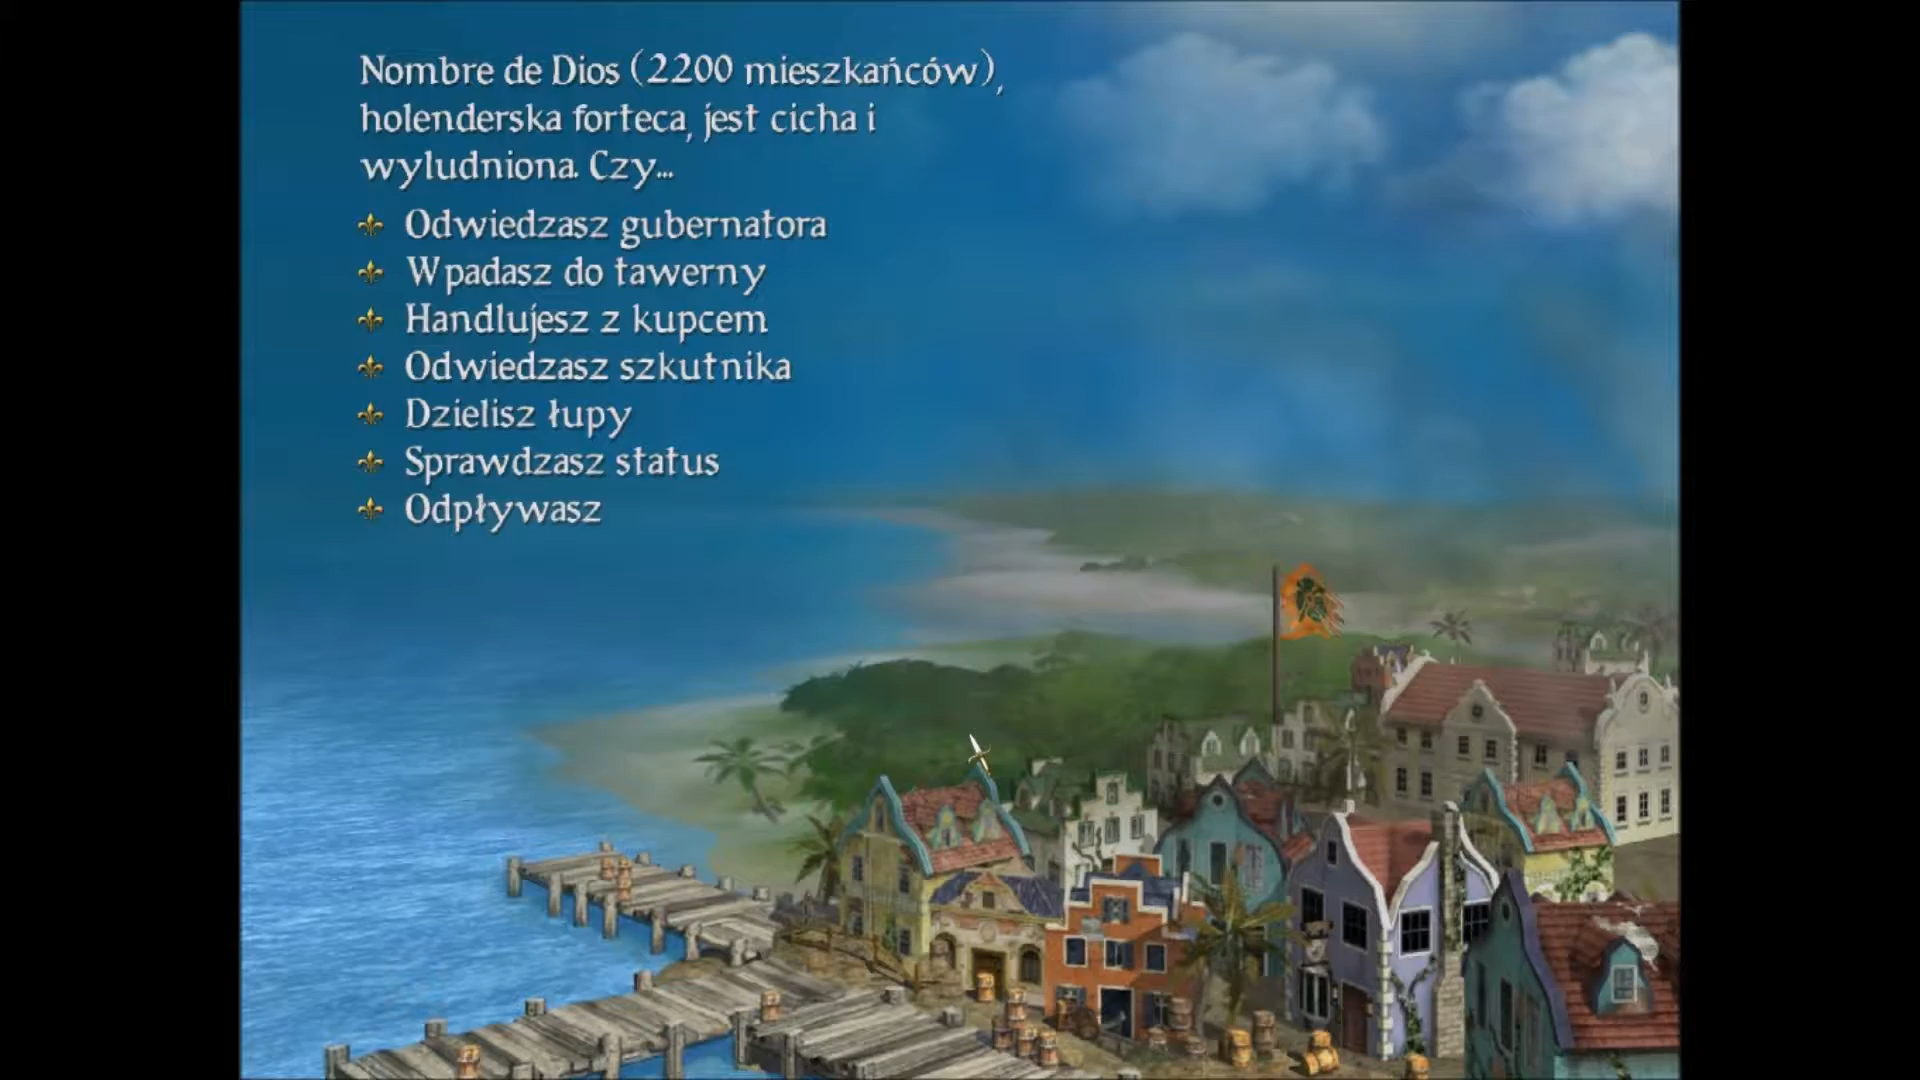 Nombre de Dios (2200 mieszkańców),
holenderska forteca, jest cicha i
wyludniona. Czy...
Odwiedzasz gubernatora
Wpadasz do tawerny
Handlujesz z kupcem
Odwiedzasz szkutnika
Dzielisz łupy
Sprawdzasz status
Odpływasz